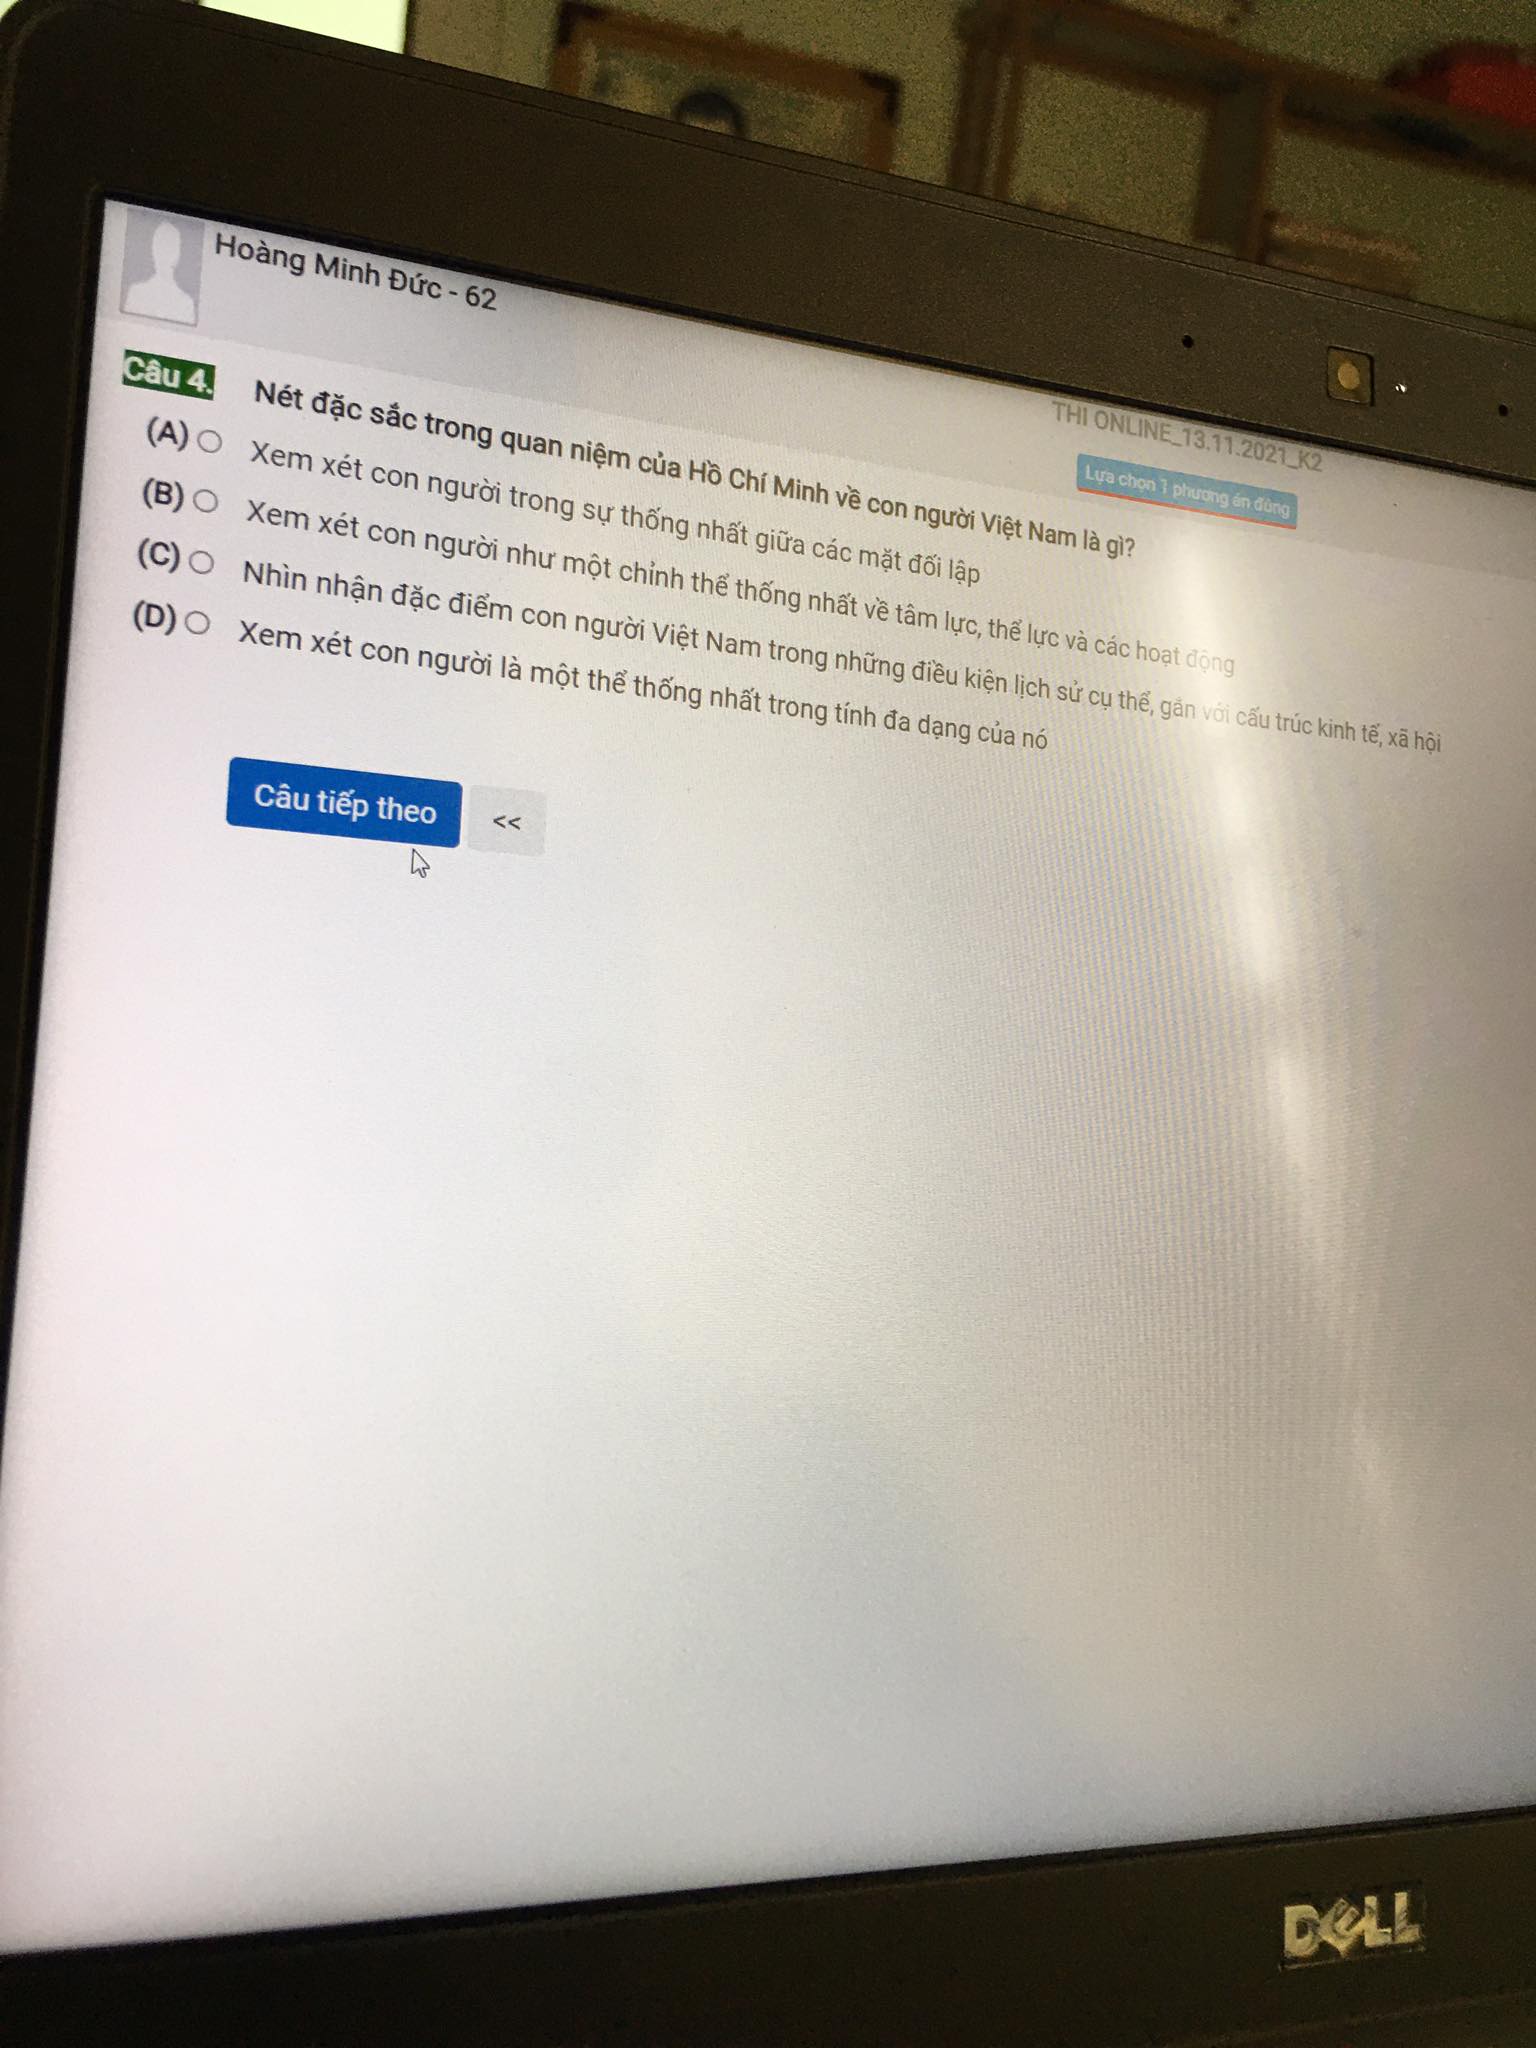 Hoàng Minh Đức - 62
THI ONLINE_13.11.2021_K2
Lựa chọn 1 phương án đúng
Câu 4. Nét đặc sắc trong quan niệm của Hồ Chí Minh về con người Việt Nam là gì?
(A) Xem xét con người trong sự thống nhất giữa các mặt đối lập
(B) Xem xét con người như một chỉnh thể thống nhất về tâm lực, thể lực và các hoạt động
(C) Nhìn nhận đặc điểm con người Việt Nam trong những điều kiện lịch sử cụ thể, gắn với cấu trúc kinh tế, xã hội
(D) Xem xét con người là một thể thống nhất trong tính đa dạng của nó
Câu tiếp theo <<
DELL